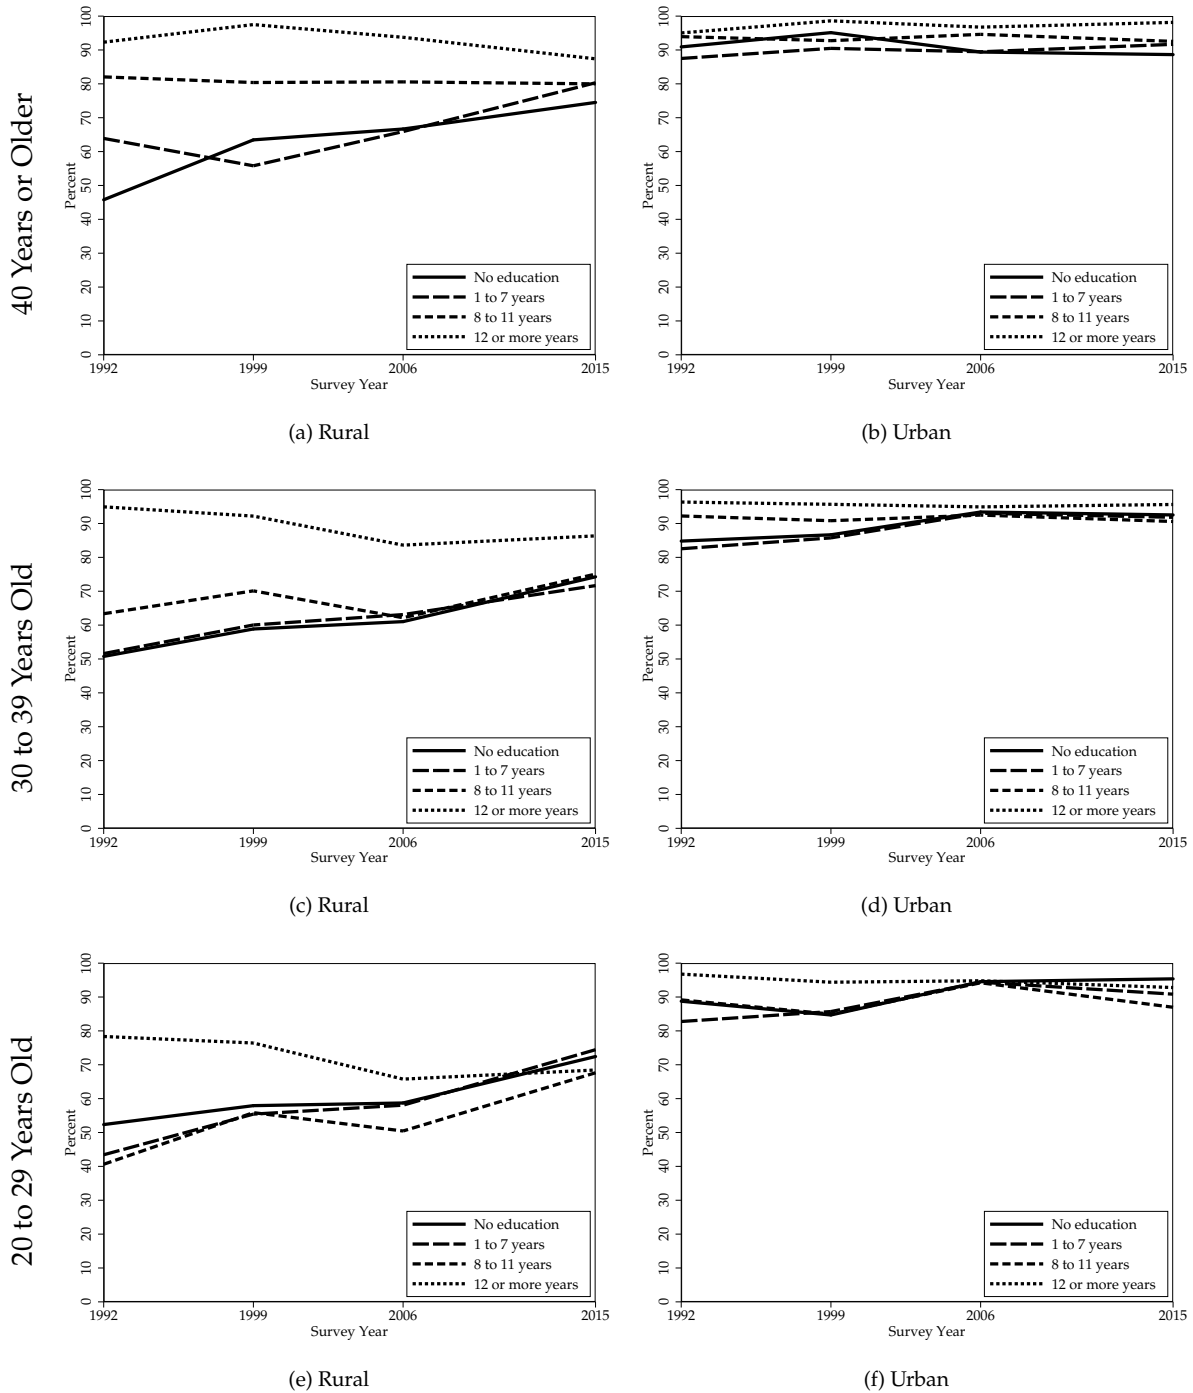 40 Years or Older
Percent
0 10 20 30 40 50 60 70 80 90 100
No education
1 to 7 years
8 to 11 years
12 or more years
1992 1999 2006 2015
Survey Year
(a) Rural
Percent
0 10 20 30 40 50 60 70 80 90 100
No education
1 to 7 years
8 to 11 years
12 or more years
1992 1999 2006 2015
Survey Year
(b) Urban
30 to 39 Years Old
Percent
0 10 20 30 40 50 60 70 80 90 100
No education
1 to 7 years
8 to 11 years
12 or more years
1992 1999 2006 2015
Survey Year
(c) Rural
Percent
0 10 20 30 40 50 60 70 80 90 100
No education
1 to 7 years
8 to 11 years
12 or more years
1992 1999 2006 2015
Survey Year
(d) Urban
20 to 29 Years Old
Percent
0 10 20 30 40 50 60 70 80 90 100
No education
1 to 7 years
8 to 11 years
12 or more years
1992 1999 2006 2015
Survey Year
(e) Rural
Percent
0 10 20 30 40 50 60 70 80 90 100
No education
1 to 7 years
8 to 11 years
12 or more years
1992 1999 2006 2015
Survey Year
(f) Urban